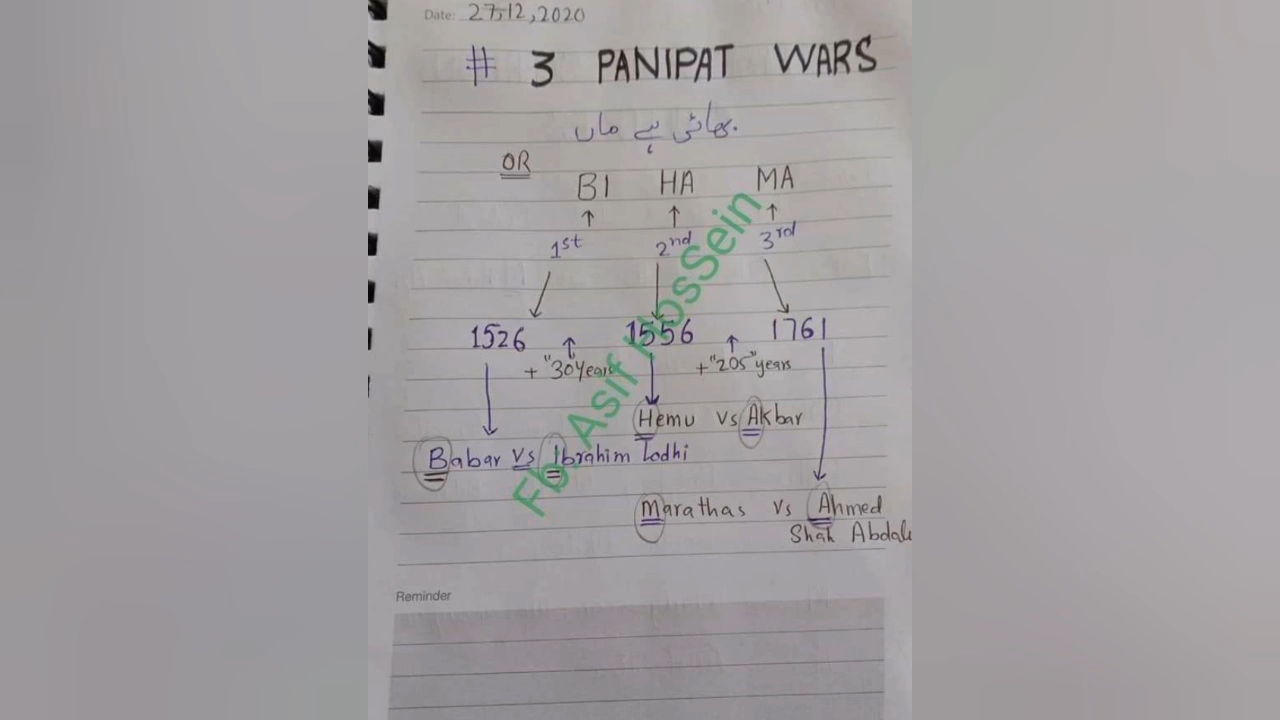 Date: 27,12,2020
# 3 PANIPAT WARS
بھائی ہے ماں
OR
BI HA MA
↑ ↑ ↑
1st 2nd 3rd
1526 ↑ 1556 ↑ 1761
+ "30" Years + "205" years
Hemu Vs Akbar
Babar Vs Ibrahim Lodhi
Marathas Vs Ahmed
Shah Abdali
Fb: Asif HosSein
Reminder